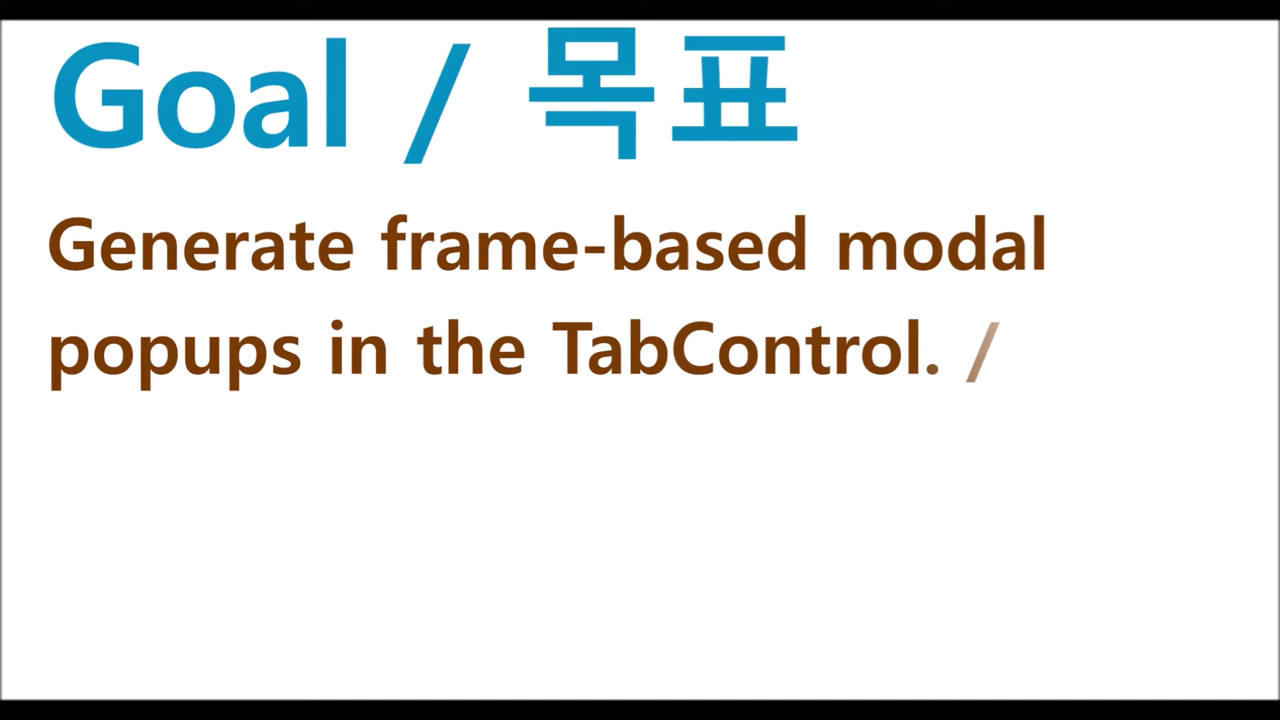 Goal / 목표
Generate frame-based modal
popups in the TabControl. /